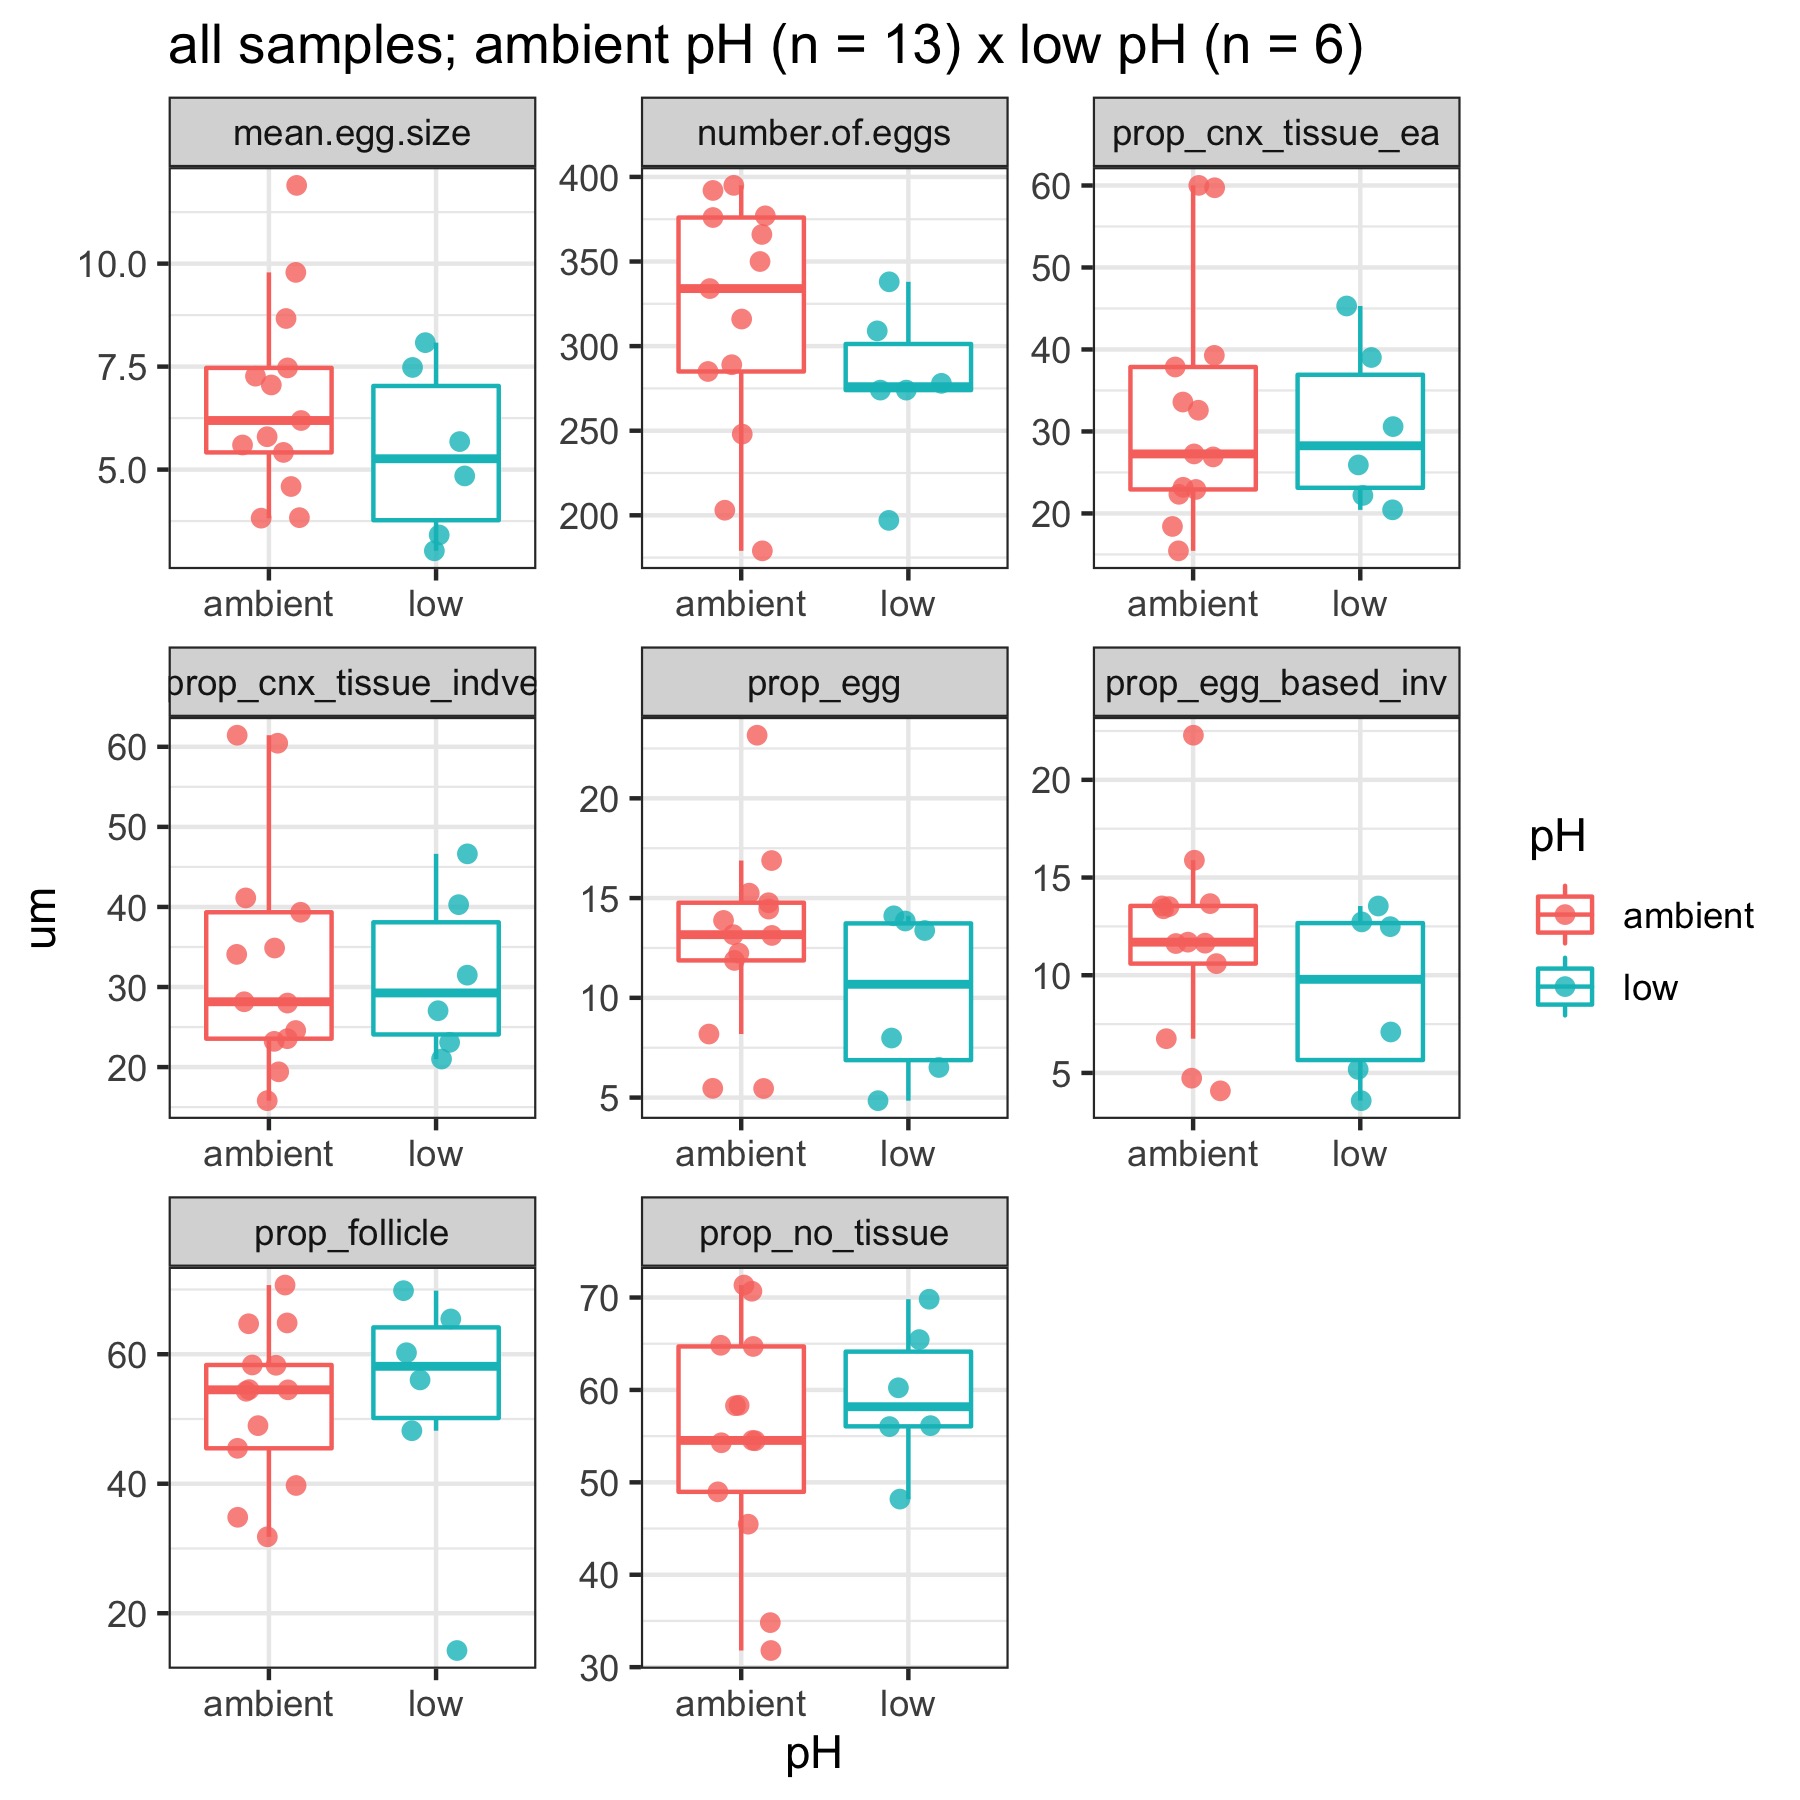 all samples; ambient pH (n = 13) x low pH (n = 6)
mean.egg.size
number.of.eggs
prop_cnx_tissue_ea
10.0
7.5
5.0
400
350
300
250
200
60
50
40
30
20
ambient low
ambient low
ambient low
prop_cnx_tissue_indve
prop_egg
prop_egg_based_inv
um
60
50
40
30
20
20
15
10
5
20
15
10
5
ambient low
ambient low
ambient low
pH
ambient
low
prop_follicle
prop_no_tissue
60
40
20
70
60
50
40
30
ambient low
ambient low
pH